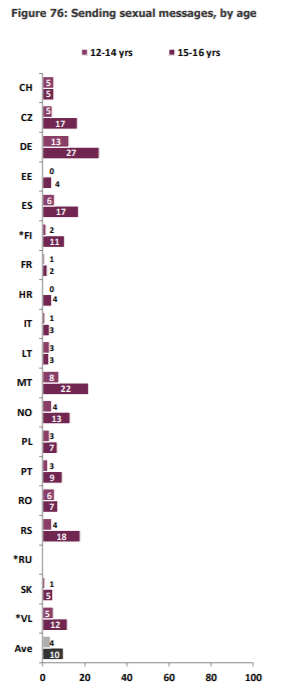 Figure 76: Sending sexual messages, by age
12-14 yrs 15-16 yrs
CH 5
5
CZ 5
17
DE 13
27
EE 0
4
ES 6
17
*FI 2
11
FR 1
2
HR 0
4
IT 1
3
LT 3
3
MT 8
22
NO 4
13
PL 3
7
PT 3
9
RO 6
7
RS 4
18
*RU
SK 1
5
*VL 5
12
Ave 4
10
0 20 40 60 80 100